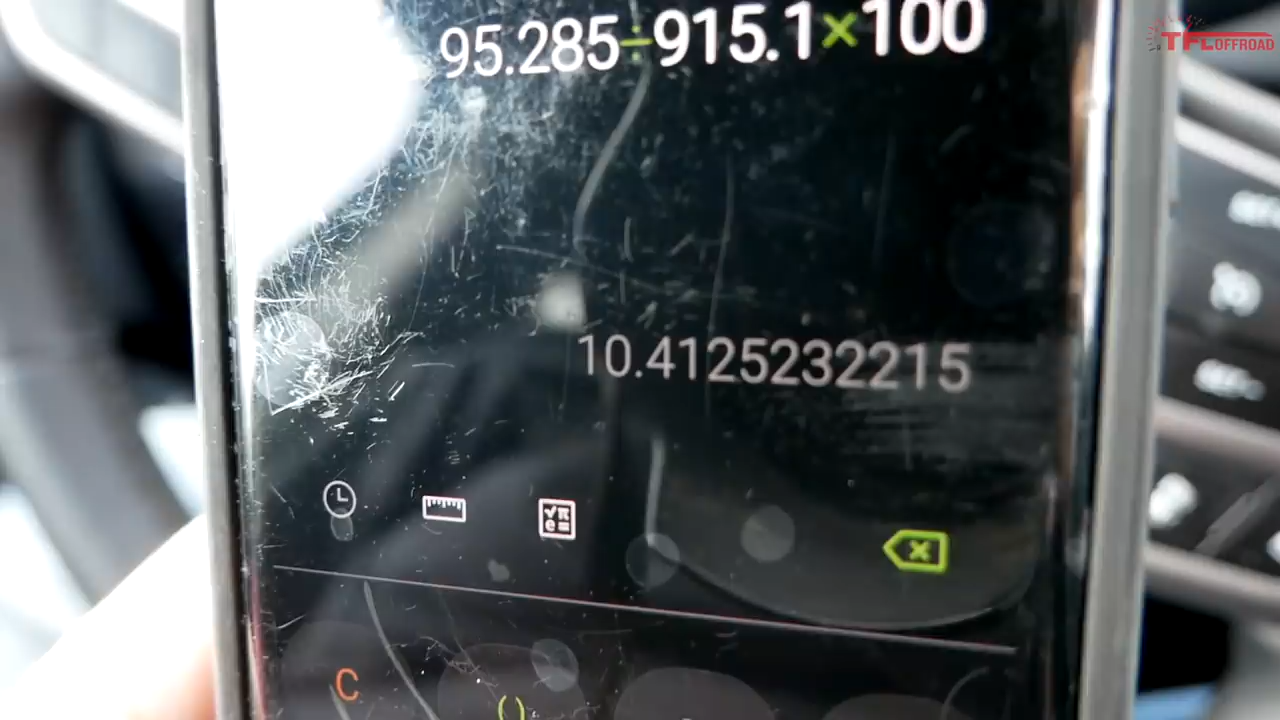 95.285÷915.1×100
TFLOFFROAD
10.4125232215
√π
e=
C
()